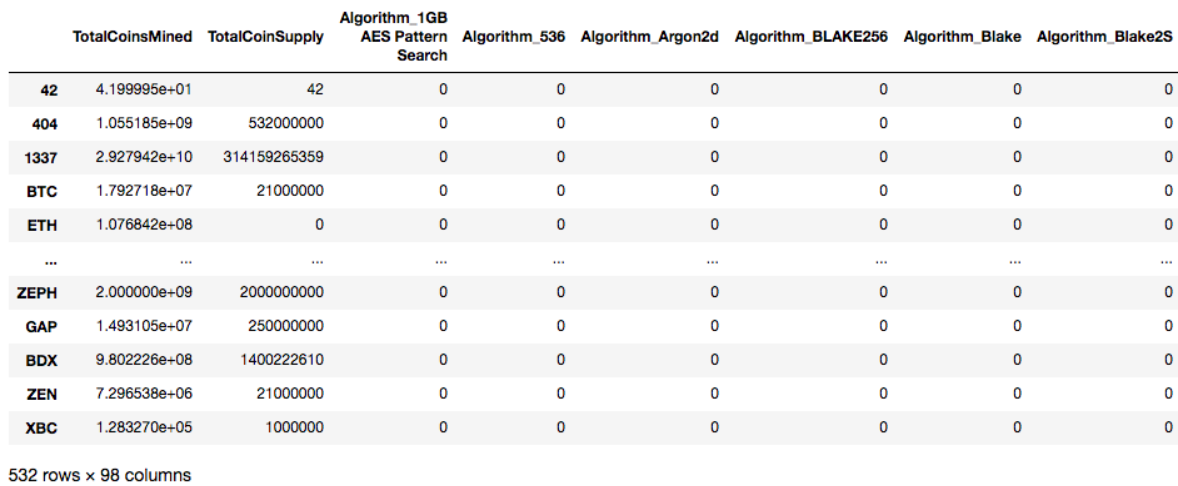 TotalCoinsMined TotalCoinSupply Algorithm_1GB AES Pattern Search Algorithm_536 Algorithm_Argon2d Algorithm_BLAKE256 Algorithm_Blake Algorithm_Blake2S
42 4.199995e+01 42 0 0 0 0 0 0
404 1.055185e+09 532000000 0 0 0 0 0 0
1337 2.927942e+10 314159265359 0 0 0 0 0 0
BTC 1.792718e+07 21000000 0 0 0 0 0 0
ETH 1.076842e+08 0 0 0 0 0 0 0
... ... ... ... ... ... ... ... ...
ZEPH 2.000000e+09 2000000000 0 0 0 0 0 0
GAP 1.493105e+07 250000000 0 0 0 0 0 0
BDX 9.802226e+08 1400222610 0 0 0 0 0 0
ZEN 7.296538e+06 21000000 0 0 0 0 0 0
XBC 1.283270e+05 1000000 0 0 0 0 0 0
532 rows × 98 columns